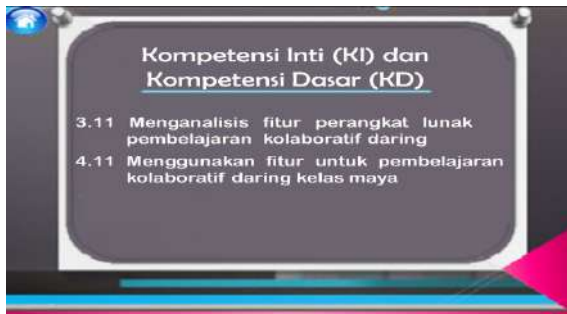 Kompetensi Inti (KI) dan
Kompetensi Dasar (KD)
3.11 Menganalisis fitur perangkat lunak
pembelajaran kolaboratif daring
4.11 Menggunakan fitur untuk pembelajaran
kolaboratif daring kelas maya